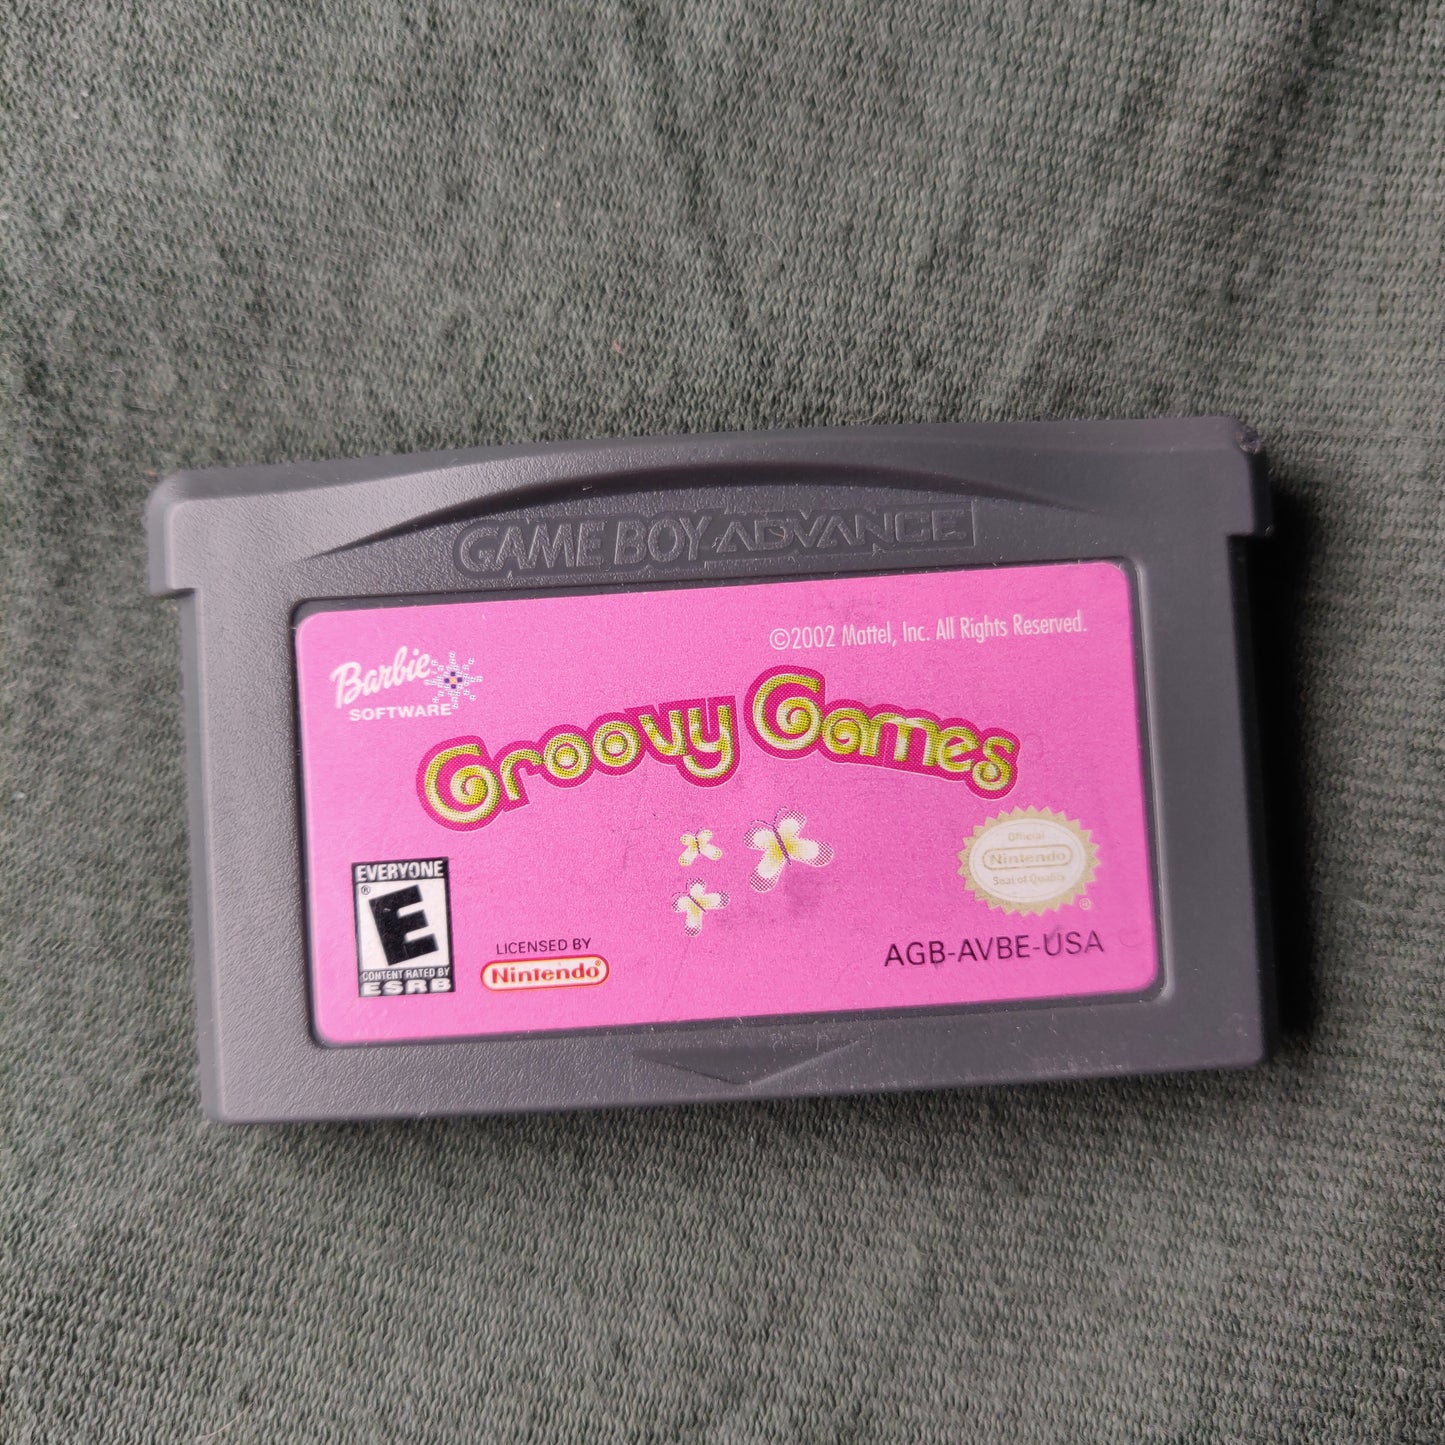 GAME BOY ADVANCE
©2002 Mattel, Inc. All Rights Reserved.
Barbie
SOFTWARE
Groovy Games
Official
Nintendo
Seal of Quality
®
EVERYONE
®
E
CONTENT RATED BY
ESRB
LICENSED BY
Nintendo®
AGB-AVBE-USA